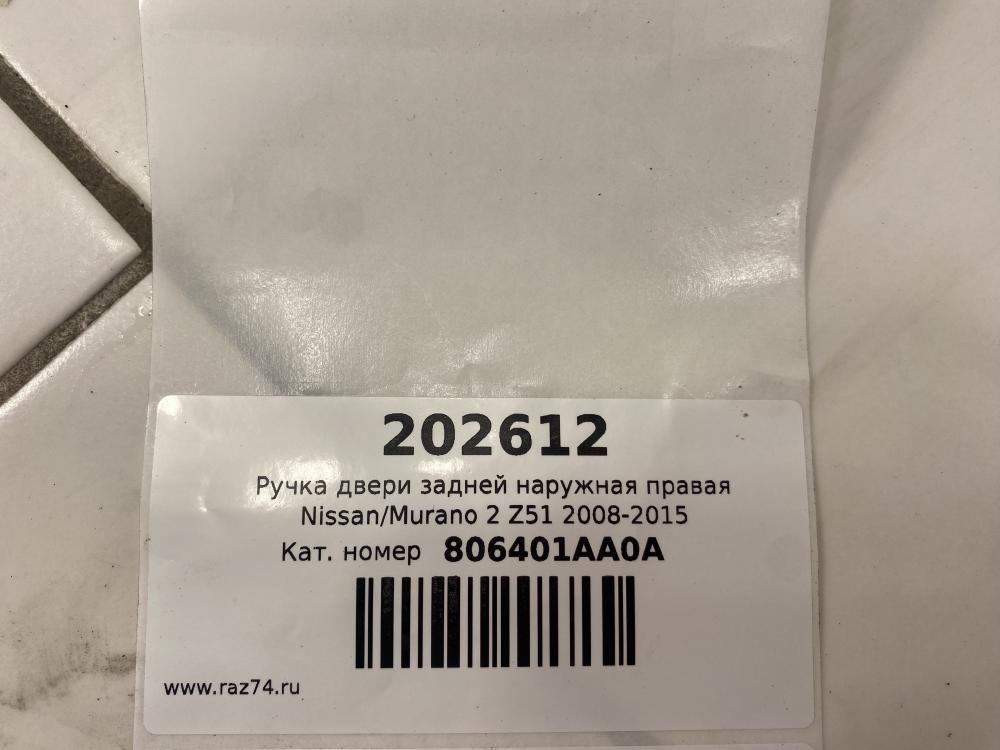 202612
Ручка двери задней наружная правая
Nissan/Murano 2 Z51 2008-2015
Кат. номер 806401AA0A
www.raz74.ru